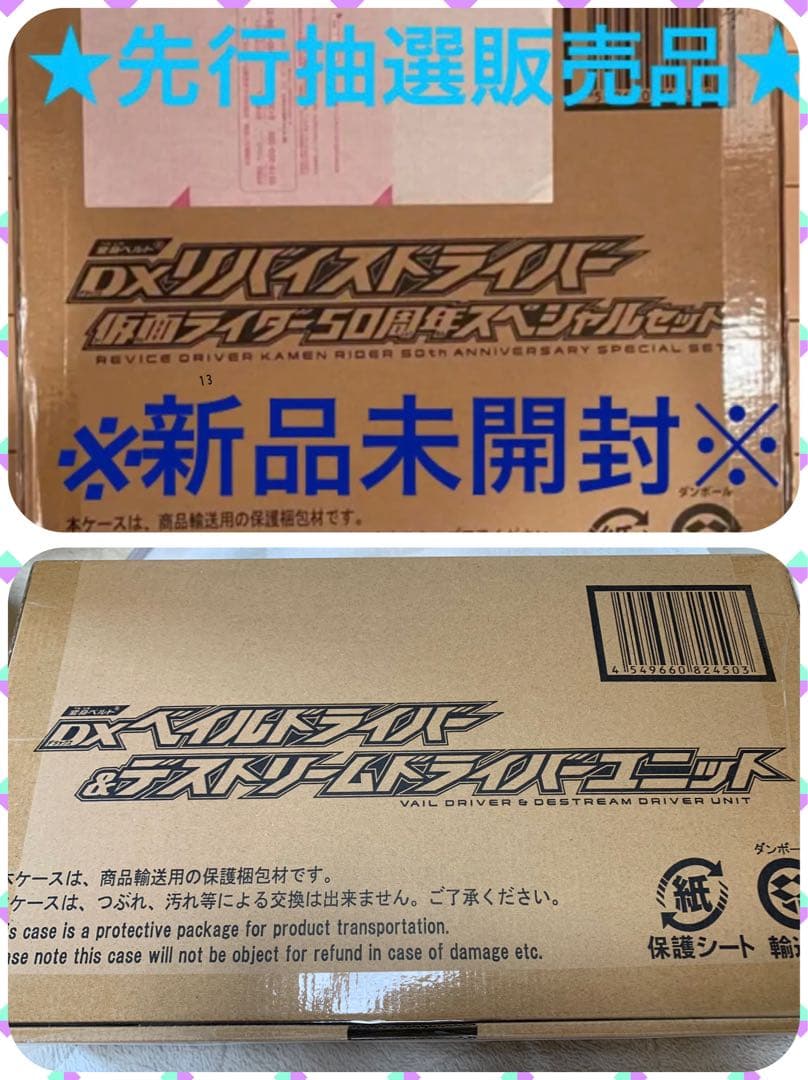 ★先行抽選販売品★
変身ベルト®
DXリバイスドライバー
仮面ライダー50周年スペシャルセット
REVICE DRIVER KAMEN RIDER 50th ANNIVERSARY SPECIAL SET
13
※新品未開封※
ダンボール
本ケースは、商品輸送用の保護梱包材です。
4 549660 824503
変身ベルト®
DXベイルドライバー
&デストリームドライバーユニット
VAIL DRIVER & DESTREAM DRIVER UNIT
ダンボー
本ケースは、商品輸送用の保護梱包材です。
ケースは、つぶれ、汚れ等による交換は出来ません。ご了承ください。
s case is a protective package for product transportation.
ase note this case will not be object for refund in case of damage etc.
紙
保護シート 輸送